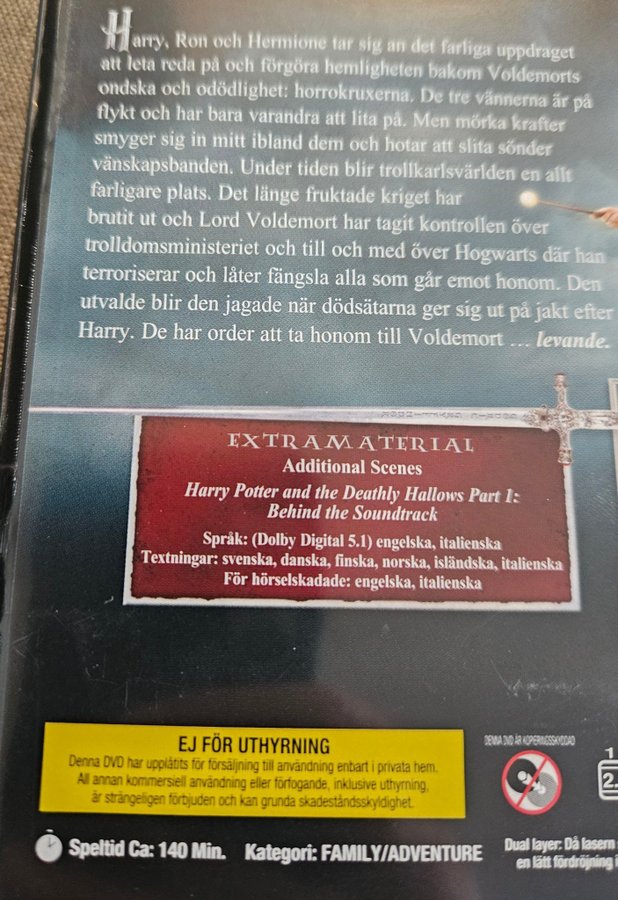 Harry, Ron och Hermione tar sig an det farliga uppdraget
att leta reda på och förgöra hemligheten bakom Voldemorts
ondska och odödlighet: horrokruxerna. De tre vännerna är på
flykt och har bara varandra att lita på. Men mörka krafter
smyger sig in mitt ibland dem och hotar att slita sönder
vänskapsbanden. Under tiden blir trollkarlsvärlden en allt
farligare plats. Det länge fruktade kriget har
brutit ut och Lord Voldemort har tagit kontrollen över
trolldomsministeriet och till och med över Hogwarts där han
terroriserar och låter fängsla alla som går emot honom. Den
utvalde blir den jagade när dödsätarna ger sig ut på jakt efter
Harry. De har order att ta honom till Voldemort ... levande.
EXTRAMATERIAL
Additional Scenes
Harry Potter and the Deathly Hallows Part 1:
Behind the Soundtrack
Språk: (Dolby Digital 5.1) engelska, italienska
Textningar: svenska, danska, finska, norska, isländska, italienska
För hörselskadade: engelska, italienska
EJ FÖR UTHYRNING
Denna DVD har upplåtits för försäljning till användning enbart i privata hem.
All annan kommersiell användning eller förfogande, inklusive uthyrning,
är strängeligen förbjuden och kan grunda skadeståndsskyldighet.
DENNA DVD ÄR KOPIERINGSSKYDDAD
1
2.
Speltid Ca: 140 Min. Kategori: FAMILY/ADVENTURE
Dual layer: Då lasern
en lätt fördröjning i